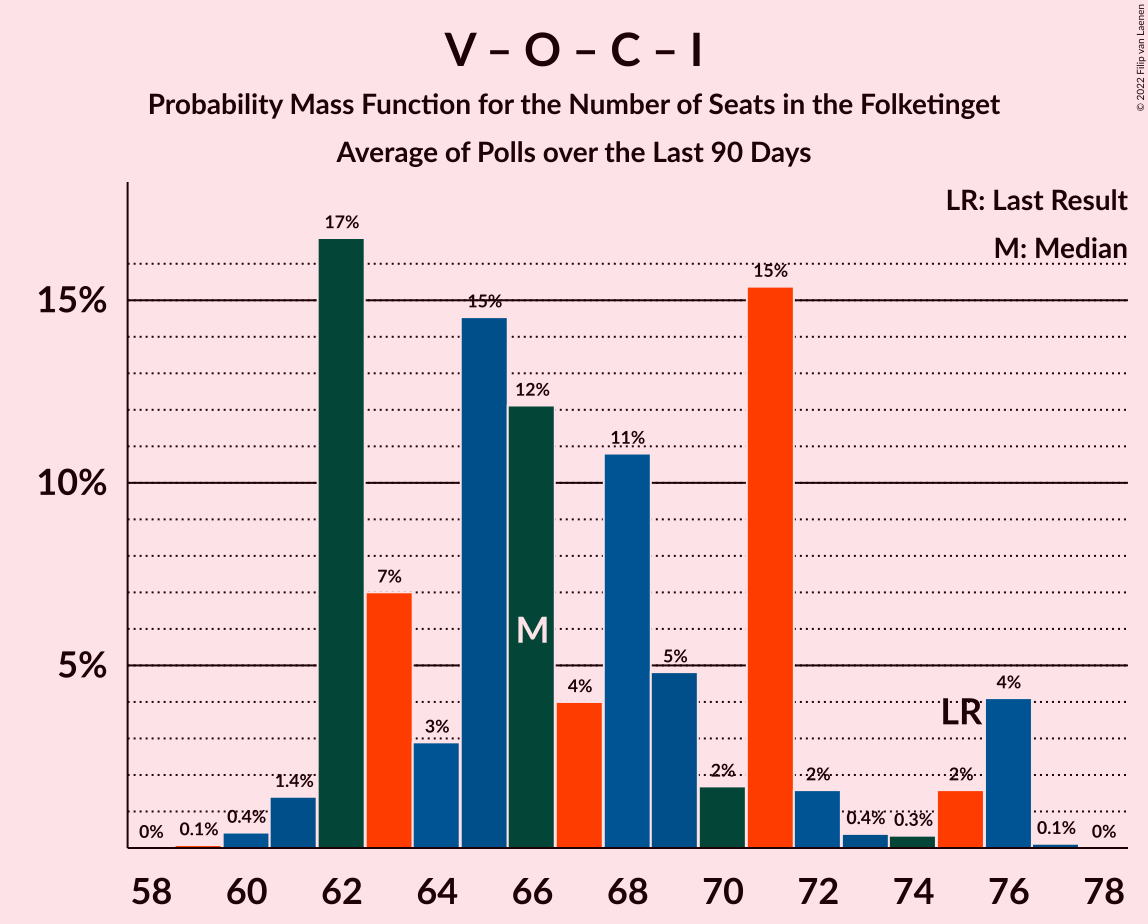 V – O – C – I
Probability Mass Function for the Number of Seats in the Folketinget
Average of Polls over the Last 90 Days
© 2022 Filip van Laenen
LR: Last Result
M: Median
15%
10%
5%
0%
0.1%
0.4%
1.4%
17%
7%
3%
15%
12%
4%
11%
5%
2%
15%
2%
0.4%
0.3%
2%
4%
0.1%
0%
M
LR
58 60 62 64 66 68 70 72 74 76 78